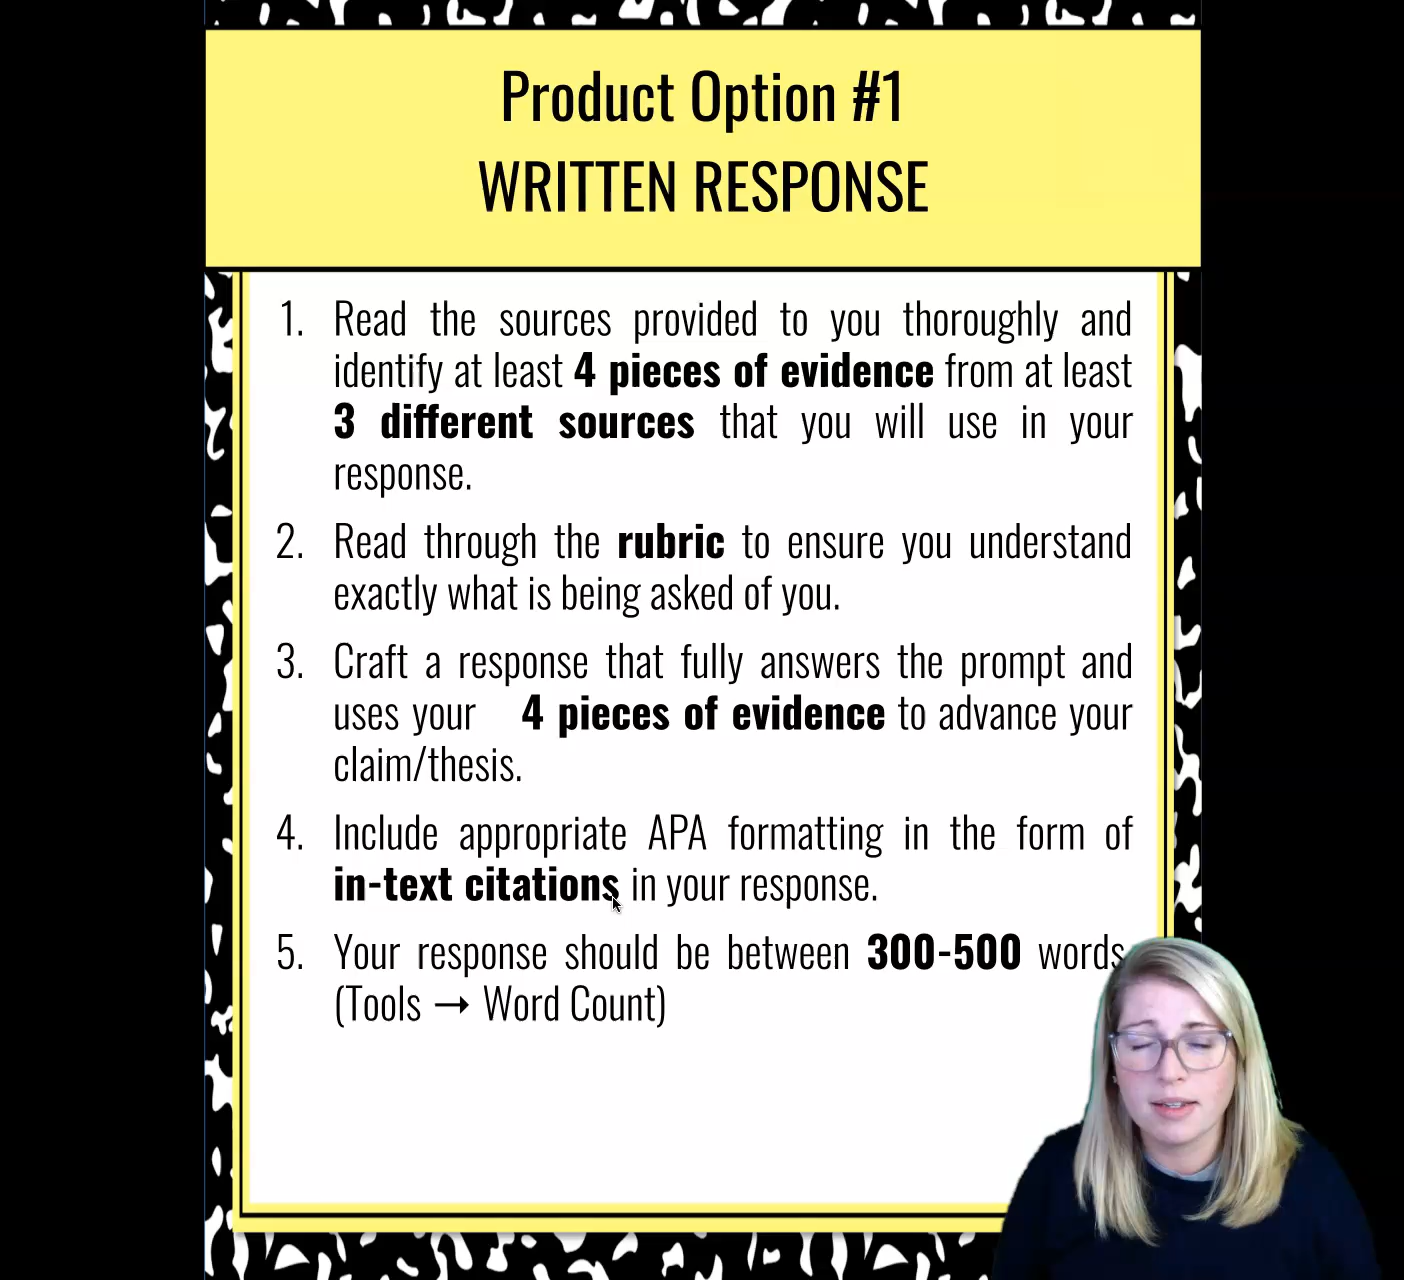 Product Option #1
WRITTEN RESPONSE
1. Read the sources provided to you thoroughly and
identify at least 4 pieces of evidence from at least
3 different sources that you will use in your
response.
2. Read through the rubric to ensure you understand
exactly what is being asked of you.
3. Craft a response that fully answers the prompt and
uses your 4 pieces of evidence to advance your
claim/thesis.
4. Include appropriate APA formatting in the form of
in-text citations in your response.
5. Your response should be between 300-500 words
(Tools → Word Count)